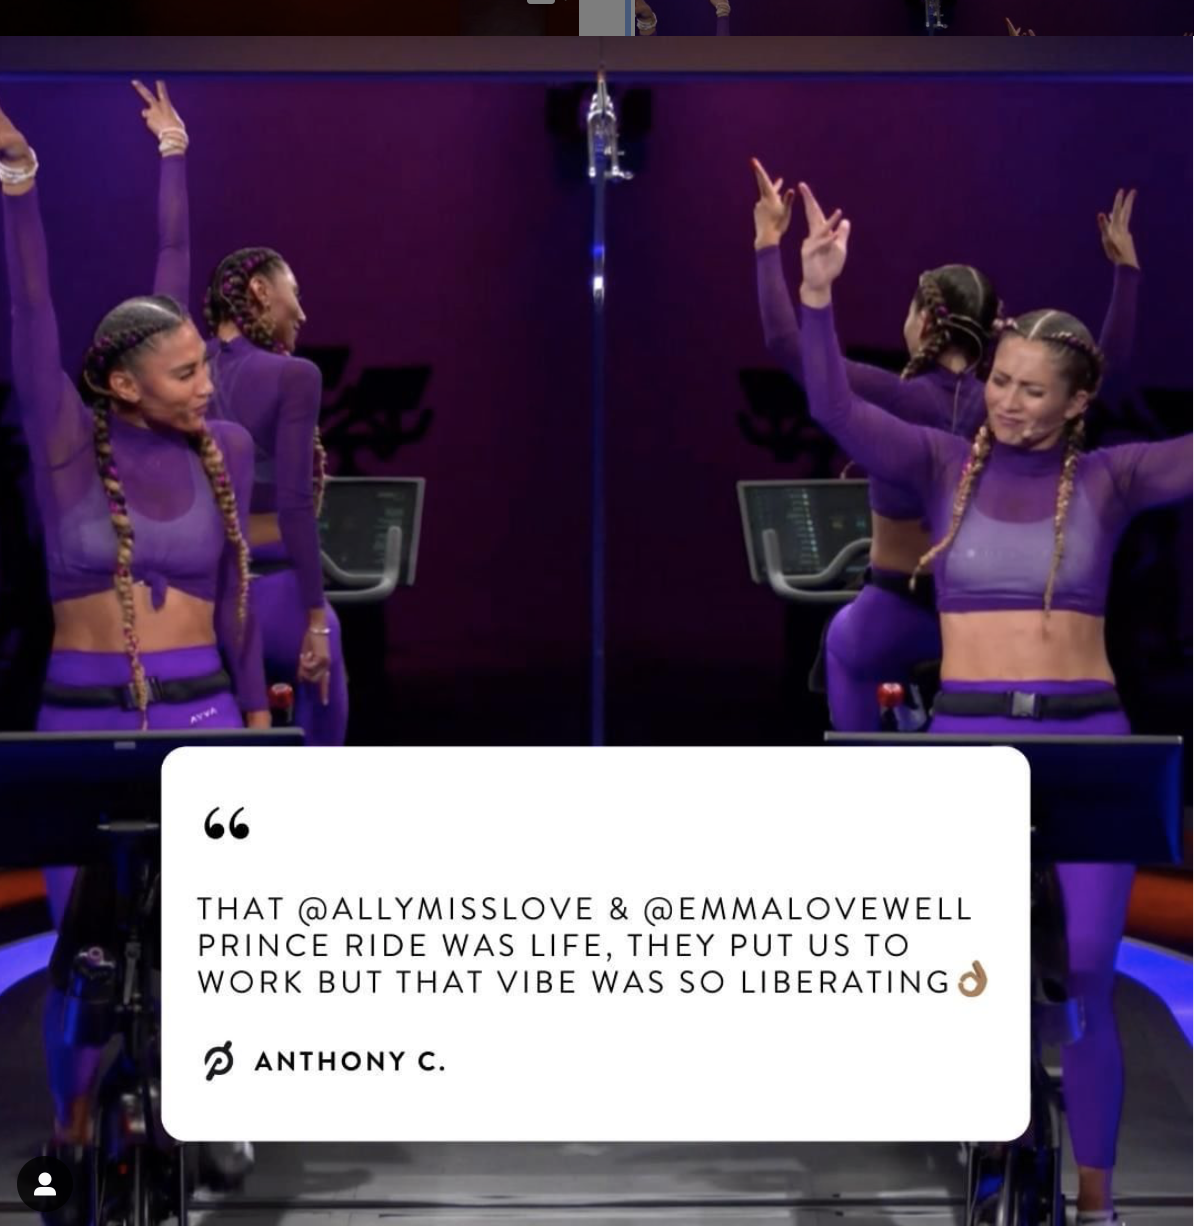 AYVA
“
THAT @ALLYMISSLOVE & @EMMALOVEWELL
PRINCE RIDE WAS LIFE, THEY PUT US TO
WORK BUT THAT VIBE WAS SO LIBERATING👌🏽
ANTHONY C.